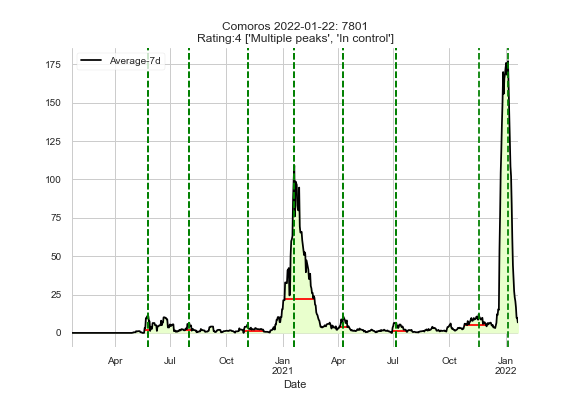 Comoros 2022-01-22: 7801
Rating:4 ['Multiple peaks', 'In control']
Average-7d
175
150
125
100
75
50
25
0
Apr Jul Oct Jan Apr Jul Oct Jan
2021 2022
Date